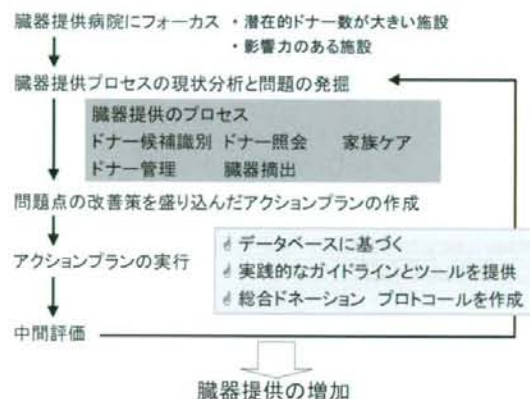 臓器提供病院にフォーカス ・潜在的ドナー数が大きい施設
・影響力のある施設
臓器提供プロセスの現状分析と問題の発掘
臓器提供のプロセス
ドナー候補識別 ドナー照会 家族ケア
ドナー管理 臓器摘出
問題点の改善策を盛り込んだアクションプランの作成
データベースに基づく
アクションプランの実行
実践的なガイドラインとツールを提供
総合ドネーション プロトコールを作成
中間評価
臓器提供の増加